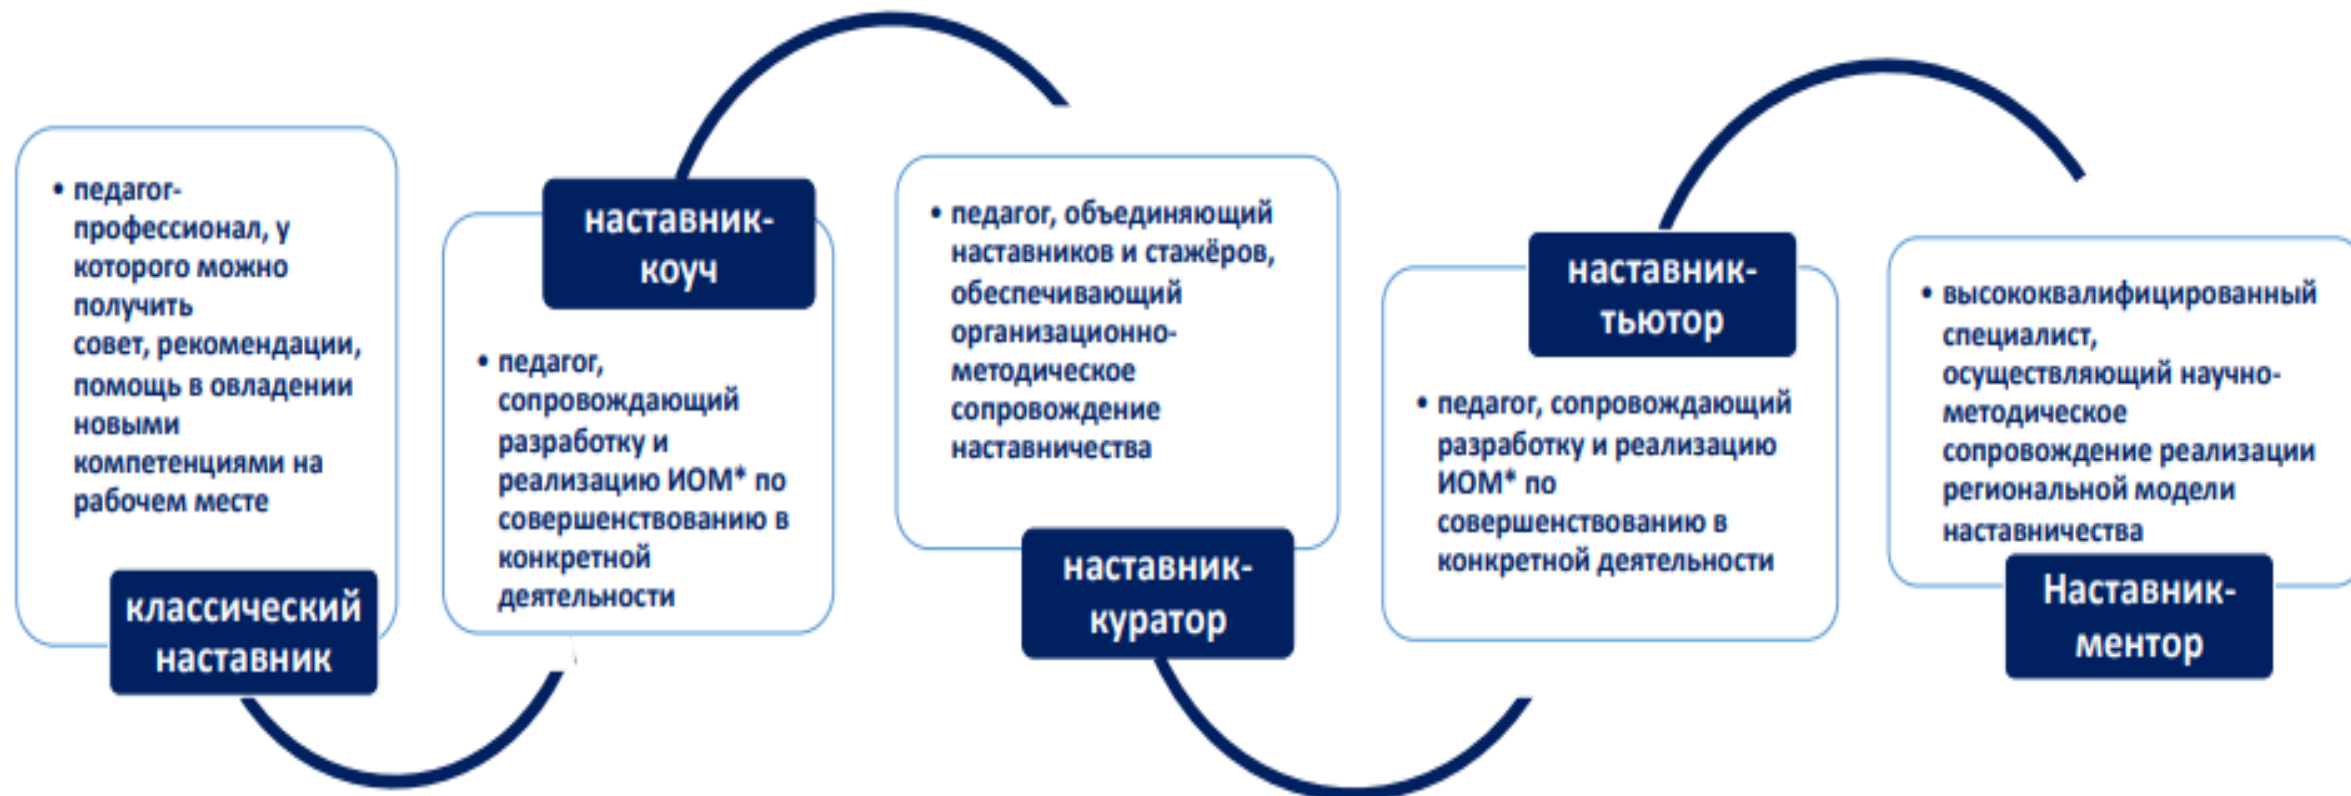 • педагог-
профессионал, у
которого можно
получить
совет, рекомендации,
помощь в овладении
новыми
компетенциями на
рабочем месте
классический
наставник
наставник-
коуч
• педагог,
сопровождающий
разработку и
реализацию ИОМ* по
совершенствованию в
конкретной
деятельности
• педагог, объединяющий
наставников и стажёров,
обеспечивающий
организационно-
методическое
сопровождение
наставничества
наставник-
куратор
наставник-
тьютор
• педагог, сопровождающий
разработку и реализацию
ИОМ* по
совершенствованию в
конкретной деятельности
• высококвалифицированный
специалист,
осуществляющий научно-
методическое
сопровождение реализации
региональной модели
наставничества
Наставник-
ментор